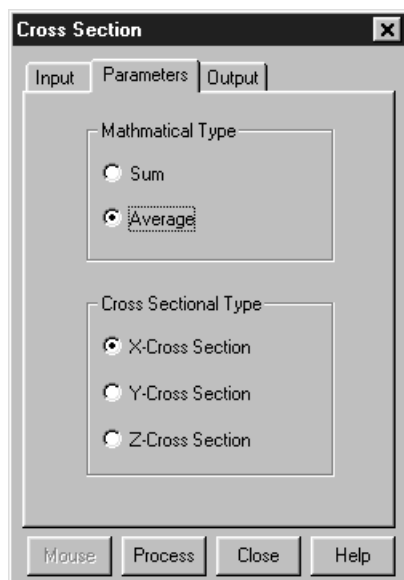 Cross Section
Input Parameters Output
Mathmatical Type
Sum
Average
Cross Sectional Type
X-Cross Section
Y-Cross Section
Z-Cross Section
Mouse Process Close Help